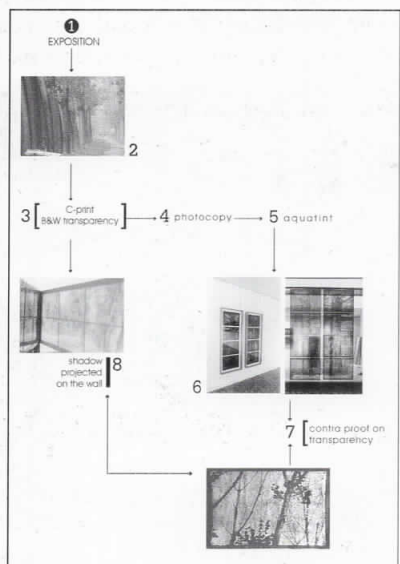 1
EXPOSITION
2
3 [ C-print
B&W transparency ]
4 photocopy
5 aquatint
shadow
projected
on the wall
8
6
7 [ contra proof on
transparency